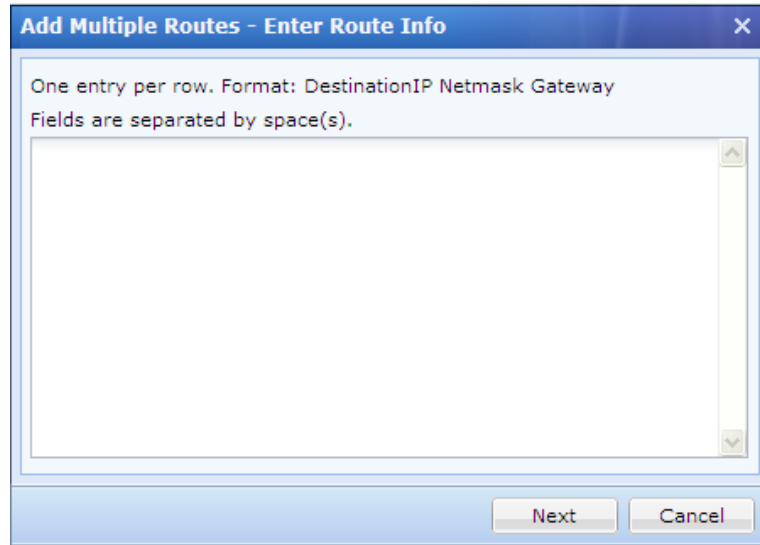 Add Multiple Routes - Enter Route Info
One entry per row. Format: DestinationIP Netmask Gateway
Fields are separated by space(s).
Next
Cancel